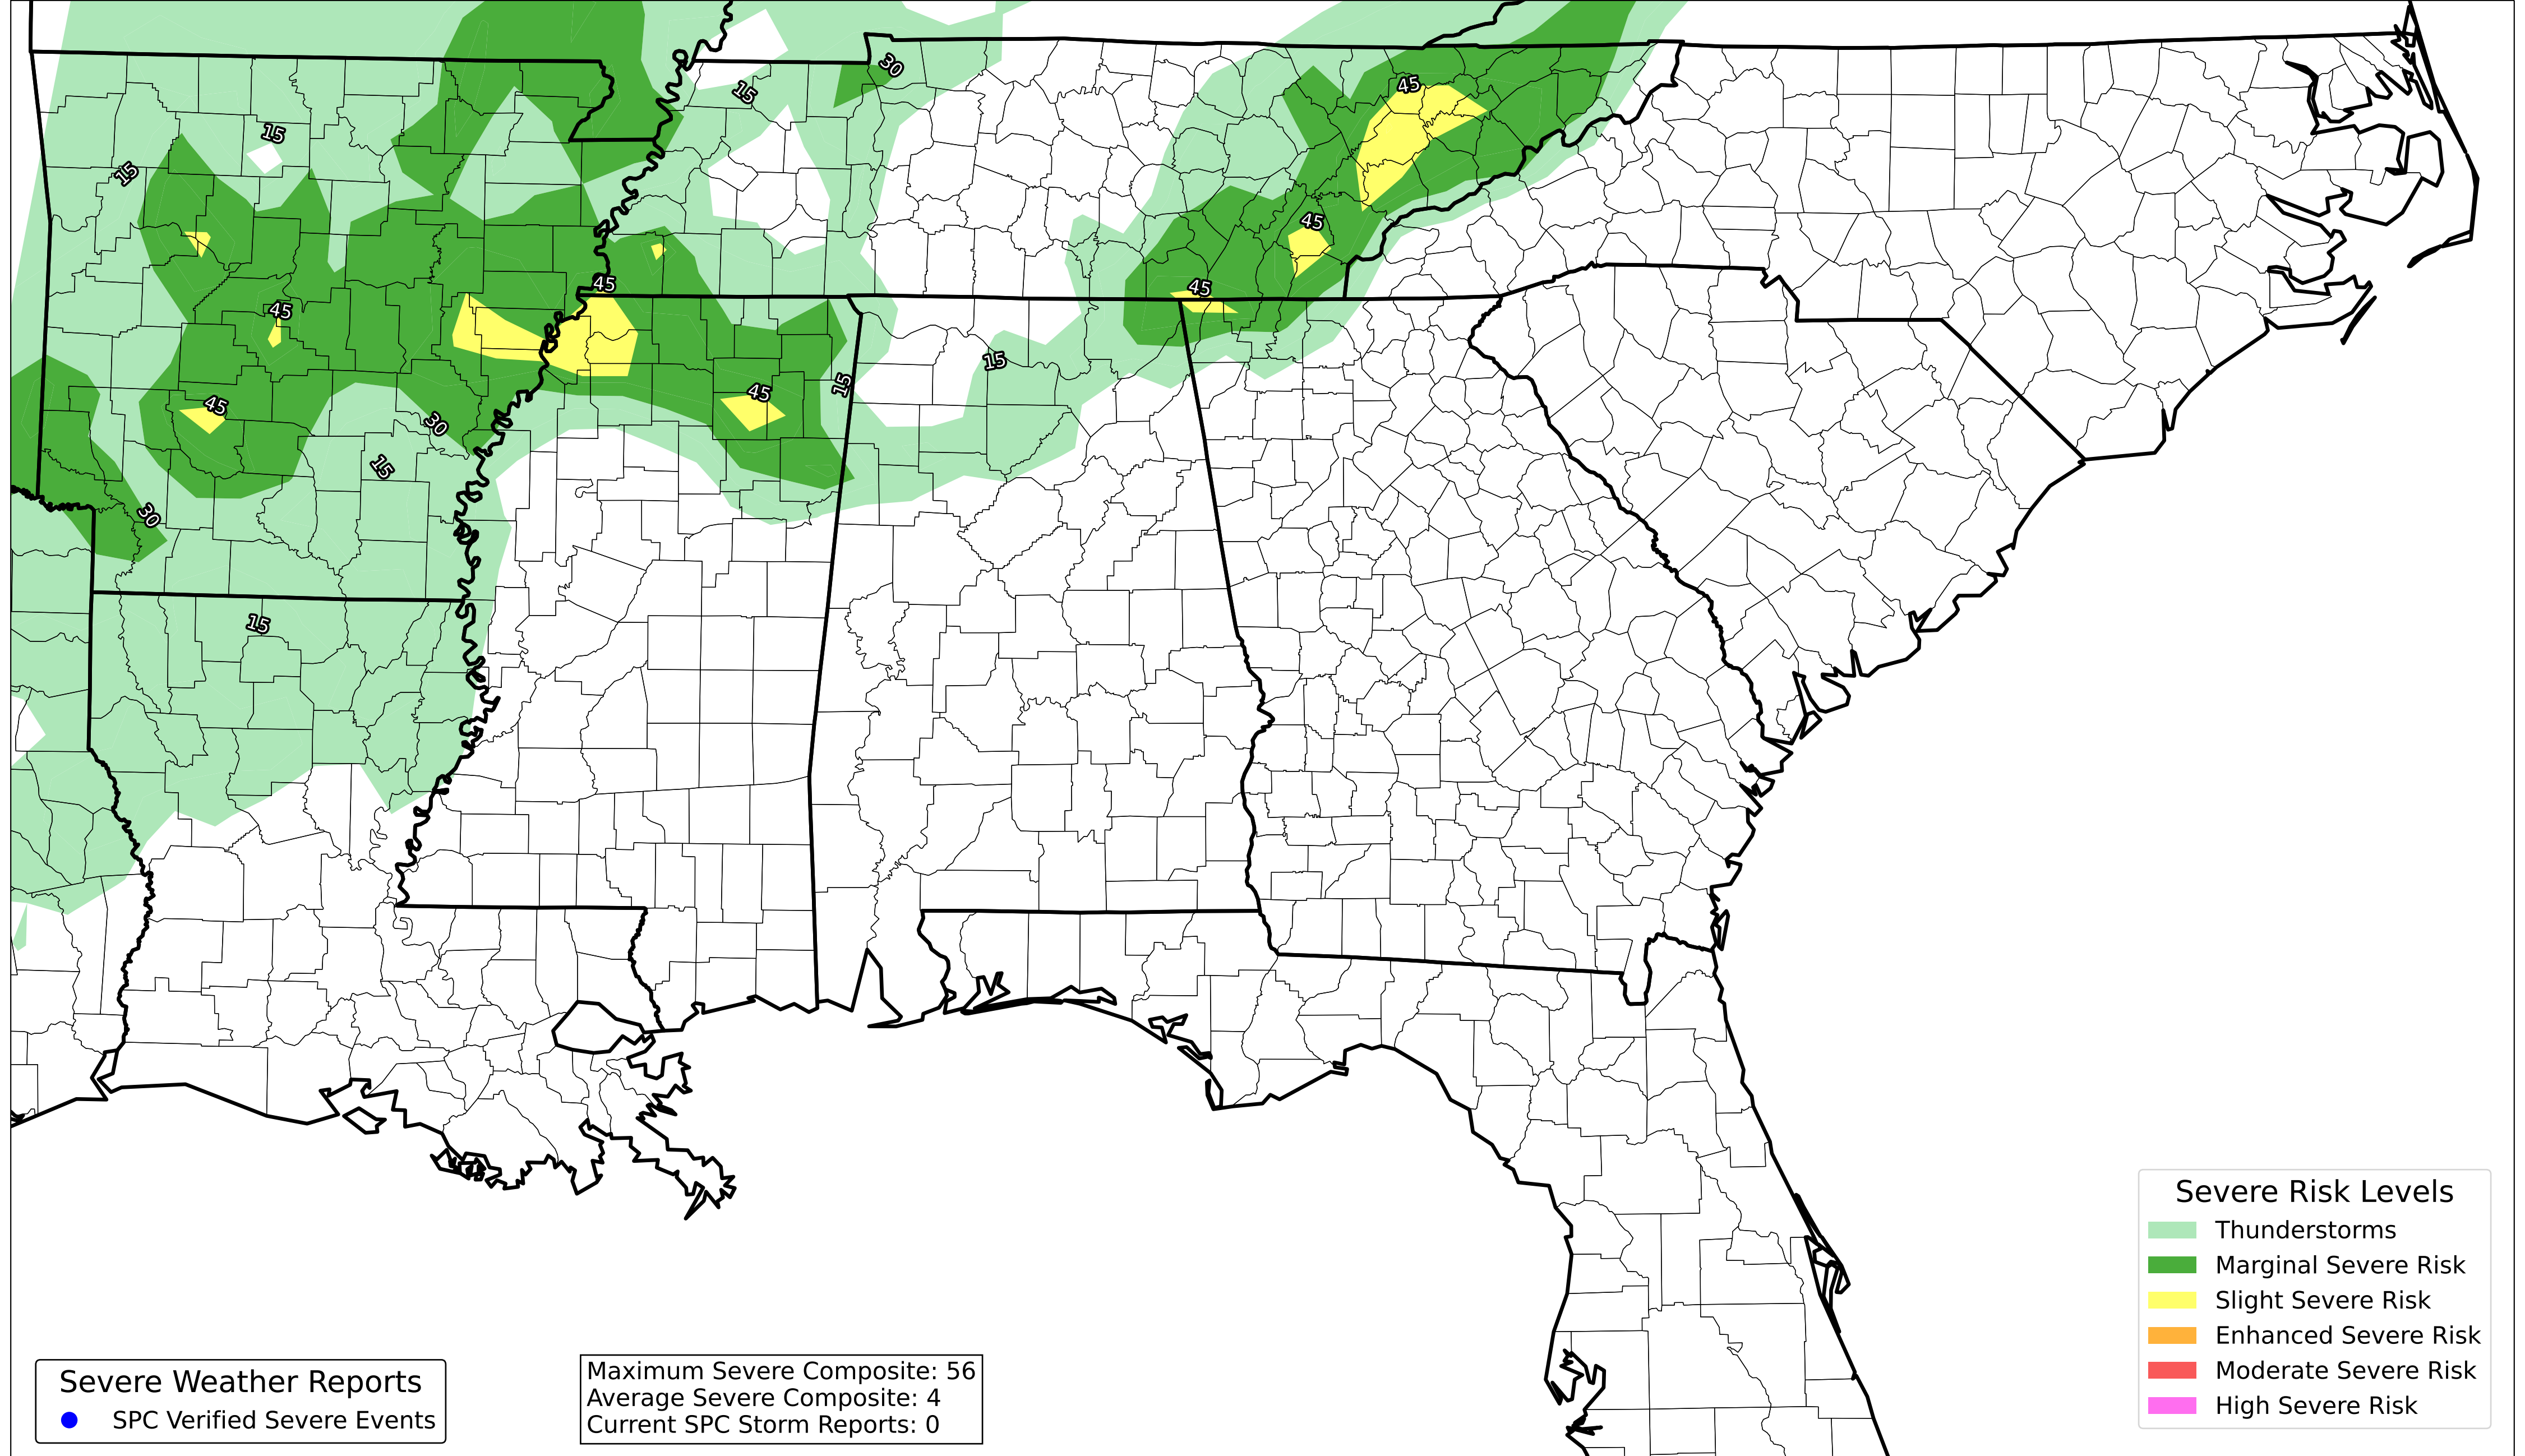 30
15
45
15
15
45
45
45
45
15
15
45
45
30
15
30
15
Severe Risk Levels
Thunderstorms
Marginal Severe Risk
Slight Severe Risk
Enhanced Severe Risk
Moderate Severe Risk
High Severe Risk
Severe Weather Reports
SPC Verified Severe Events
Maximum Severe Composite: 56
Average Severe Composite: 4
Current SPC Storm Reports: 0